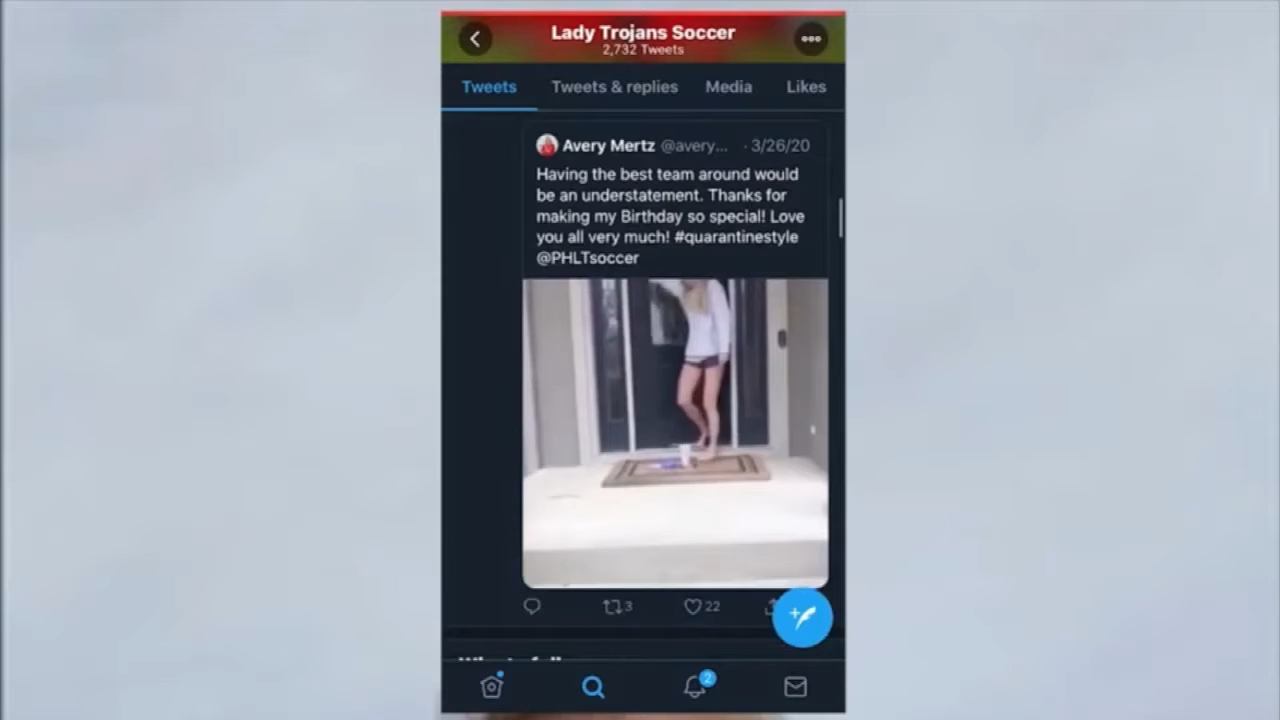 Lady Trojans Soccer
2,732 Tweets
Tweets Tweets & replies Media Likes
Avery Mertz @avery... · 3/26/20
Having the best team around would
be an understatement. Thanks for
making my Birthday so special! Love
you all very much! #quarantinestyle
@PHLTsoccer
3 22
2